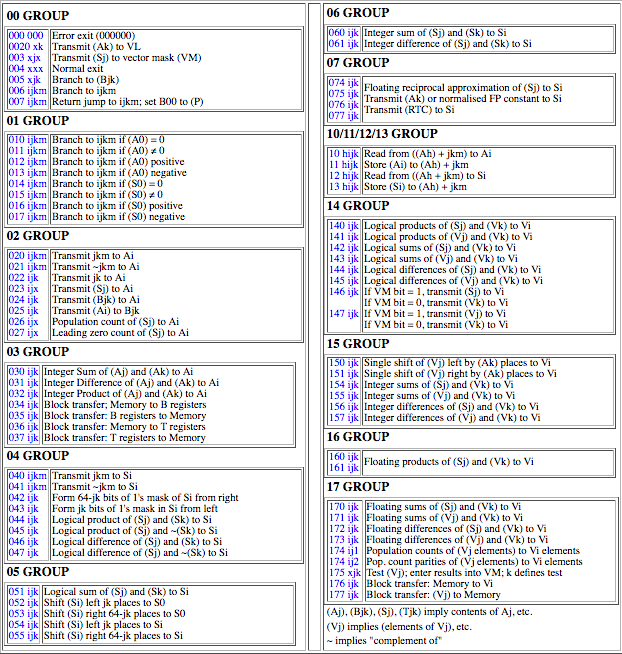 00 GROUP
000 000 Error exit (000000)
0020 xk Transmit (Ak) to VL
003 xjx Transmit (Sj) to vector mask (VM)
004 xxx Normal exit
005 xjk Branch to (Bjk)
006 ijkm Branch to ijkm
007 ijkm Return jump to ijkm; set B00 to (P)
01 GROUP
010 ijkm Branch to ijkm if (A0) = 0
011 ijkm Branch to ijkm if (A0) ≠ 0
012 ijkm Branch to ijkm if (A0) positive
013 ijkm Branch to ijkm if (A0) negative
014 ijkm Branch to ijkm if (S0) = 0
015 ijkm Branch to ijkm if (S0) ≠ 0
016 ijkm Branch to ijkm if (S0) positive
017 ijkm Branch to ijkm if (S0) negative
02 GROUP
020 ijkm Transmit jkm to Ai
021 ijkm Transmit ~jkm to Ai
022 ijk Transmit jk to Ai
023 ijx Transmit (Sj) to Ai
024 ijk Transmit (Bjk) to Ai
025 ijk Transmit (Ai) to Bjk
026 ijx Population count of (Sj) to Ai
027 ijx Leading zero count of (Sj) to Ai
03 GROUP
030 ijk Integer Sum of (Aj) and (Ak) to Ai
031 ijk Integer Difference of (Aj) and (Ak) to Ai
032 ijk Integer Product of (Aj) and (Ak) to Ai
034 ijk Block transfer; Memory to B registers
035 ijk Block transfer: B registers to Memory
036 ijk Block transfer: Memory to T registers
037 ijk Block transfer: T registers to Memory
04 GROUP
040 ijkm Transmit jkm to Si
041 ijkm Transmit ~jkm to Si
042 ijk Form 64-jk bits of 1's mask of Si from right
043 ijk Form jk bits of 1's mask in Si from left
044 ijk Logical product of (Sj) and (Sk) to Si
045 ijk Logical product of (Sj) and ~(Sk) to Si
046 ijk Logical difference of (Sj) and (Sk) to Si
047 ijk Logical difference of (Sj) and ~(Sk) to Si
05 GROUP
051 ijk Logical sum of (Sj) and (Sk) to Si
052 ijk Shift (Si) left jk places to S0
053 ijk Shift (Si) right 64-jk places to S0
054 ijk Shift (Si) left jk places to Si
055 ijk Shift (Si) right 64-jk places to Si
06 GROUP
060 ijk Integer sum of (Sj) and (Sk) to Si
061 ijk Integer difference of (Sj) and (Sk) to Si
07 GROUP
074 ijk
075 ijk
076 ijk
077 ijk
Floating reciprocal approximation of (Sj) to Si
Transmit (Ak) or normalised FP constant to Si
Transmit (RTC) to Si
10/11/12/13 GROUP
10 hijk Read from ((Ah) + jkm) to Ai
11 hijk Store (Ai) to (Ah) + jkm
12 hijk Read from ((Ah + jkm) to Si
13 hijk Store (Si) to (Ah) + jkm
14 GROUP
140 ijk Logical products of (Sj) and (Vk) to Vi
141 ijk Logical products of (Vj) and (Vk) to Vi
142 ijk Logical sums of (Sj) and (Vk) to Vi
143 ijk Logical sums of (Vj) and (Vk) to Vi
144 ijk Logical differences of (Sj) and (Vk) to Vi
145 ijk Logical differences of (Vj) and (Vk) to Vi
146 ijk If VM bit = 1, transmit (Sj) to Vi
If VM bit = 0, transmit (Vk) to Vi
147 ijk If VM bit = 1, transmit (Vj) to Vi
If VM bit = 0, transmit (Vk) to Vi
15 GROUP
150 ijk Single shift of (Vj) left by (Ak) places to Vi
151 ijk Single shift of (Vj) right by (Ak) places to Vi
154 ijk Integer sums of (Sj) and (Vk) to Vi
155 ijk Integer sums of (Vj) and (Vk) to Vi
156 ijk Integer differences of (Sj) and (Vk) to Vi
157 ijk Integer differences of (Vj) and (Vk) to Vi
16 GROUP
160 ijk
161 ijk
Floating products of (Sj) and (Vk) to Vi
17 GROUP
170 ijk Floating sums of (Sj) and (Vk) to Vi
171 ijk Floating sums of (Vj) and (Vk) to Vi
172 ijk Floating differences of (Sj) and (Vk) to Vi
173 ijk Floating differences of (Vj) and (Vk) to Vi
174 ij1 Population counts of (Vj elements) to Vi elements
174 ij2 Pop. count parities of (Vj elements) to Vi elements
175 xjk Test (Vj); enter results into VM; k defines test
176 ijk Block transfer: Memory to Vi
177 ijk Block transfer: (Vj) to Memory
(Aj), (Bjk), (Sj), (Tjk) imply contents of Aj, etc.
(Vj) implies (elements of Vj), etc.
~ implies "complement of"